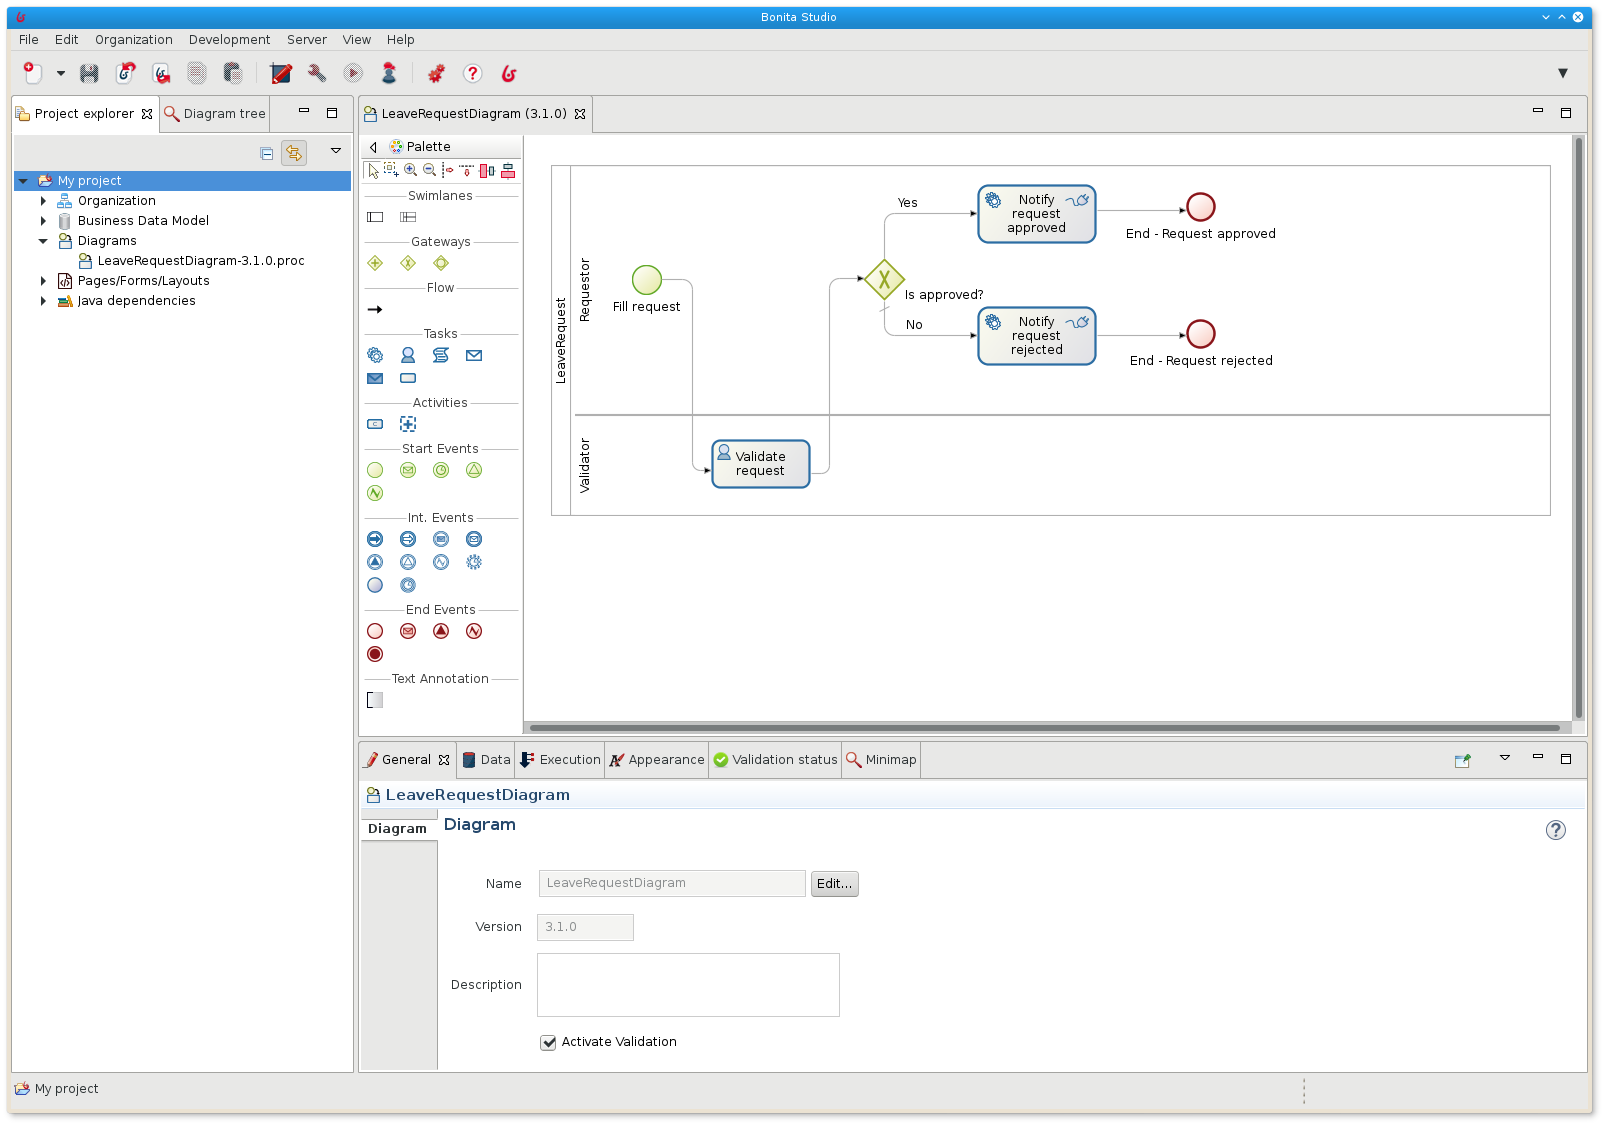 Bonita Studio
File Edit Organization Development Server View Help
Project explorer Diagram tree
My project
Organization
Business Data Model
Diagrams
LeaveRequestDiagram-3.1.0.proc
Pages/Forms/Layouts
Java dependencies
LeaveRequestDiagram (3.1.0)
Palette
Swimlanes
Gateways
Flow
Tasks
Activities
Start Events
Int. Events
End Events
Text Annotation
LeaveRequest
Requestor
Validator
Fill request
Validate
request
Is approved?
Yes
No
Notify
request
approved
End - Request approved
Notify
request
rejected
End - Request rejected
General Data Execution Appearance Validation status Minimap
LeaveRequestDiagram
Diagram
Diagram
Name LeaveRequestDiagram Edit...
Version 3.1.0
Description
Activate Validation
My project